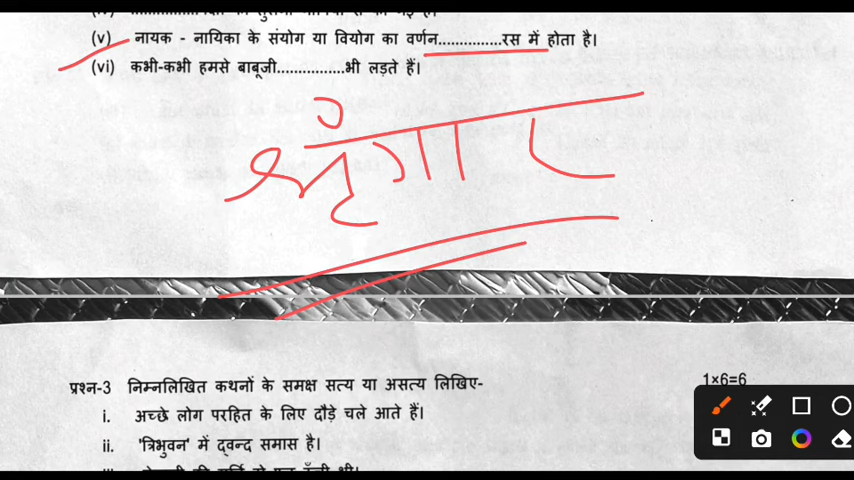 (v) नायक - नायिका के संयोग या वियोग का वर्णन...............रस में होता है।
(vi) कभी-कभी हमसे बाबूजी................भी लड़ते हैं।
श्रृंगार
प्रश्न-3 निम्नलिखित कथनों के समक्ष सत्य या असत्य लिखिए- 1×6=6
i. अच्छे लोग परहित के लिए दौड़े चले आते हैं।
ii. 'त्रिभुवन' में द्वन्द समास है।